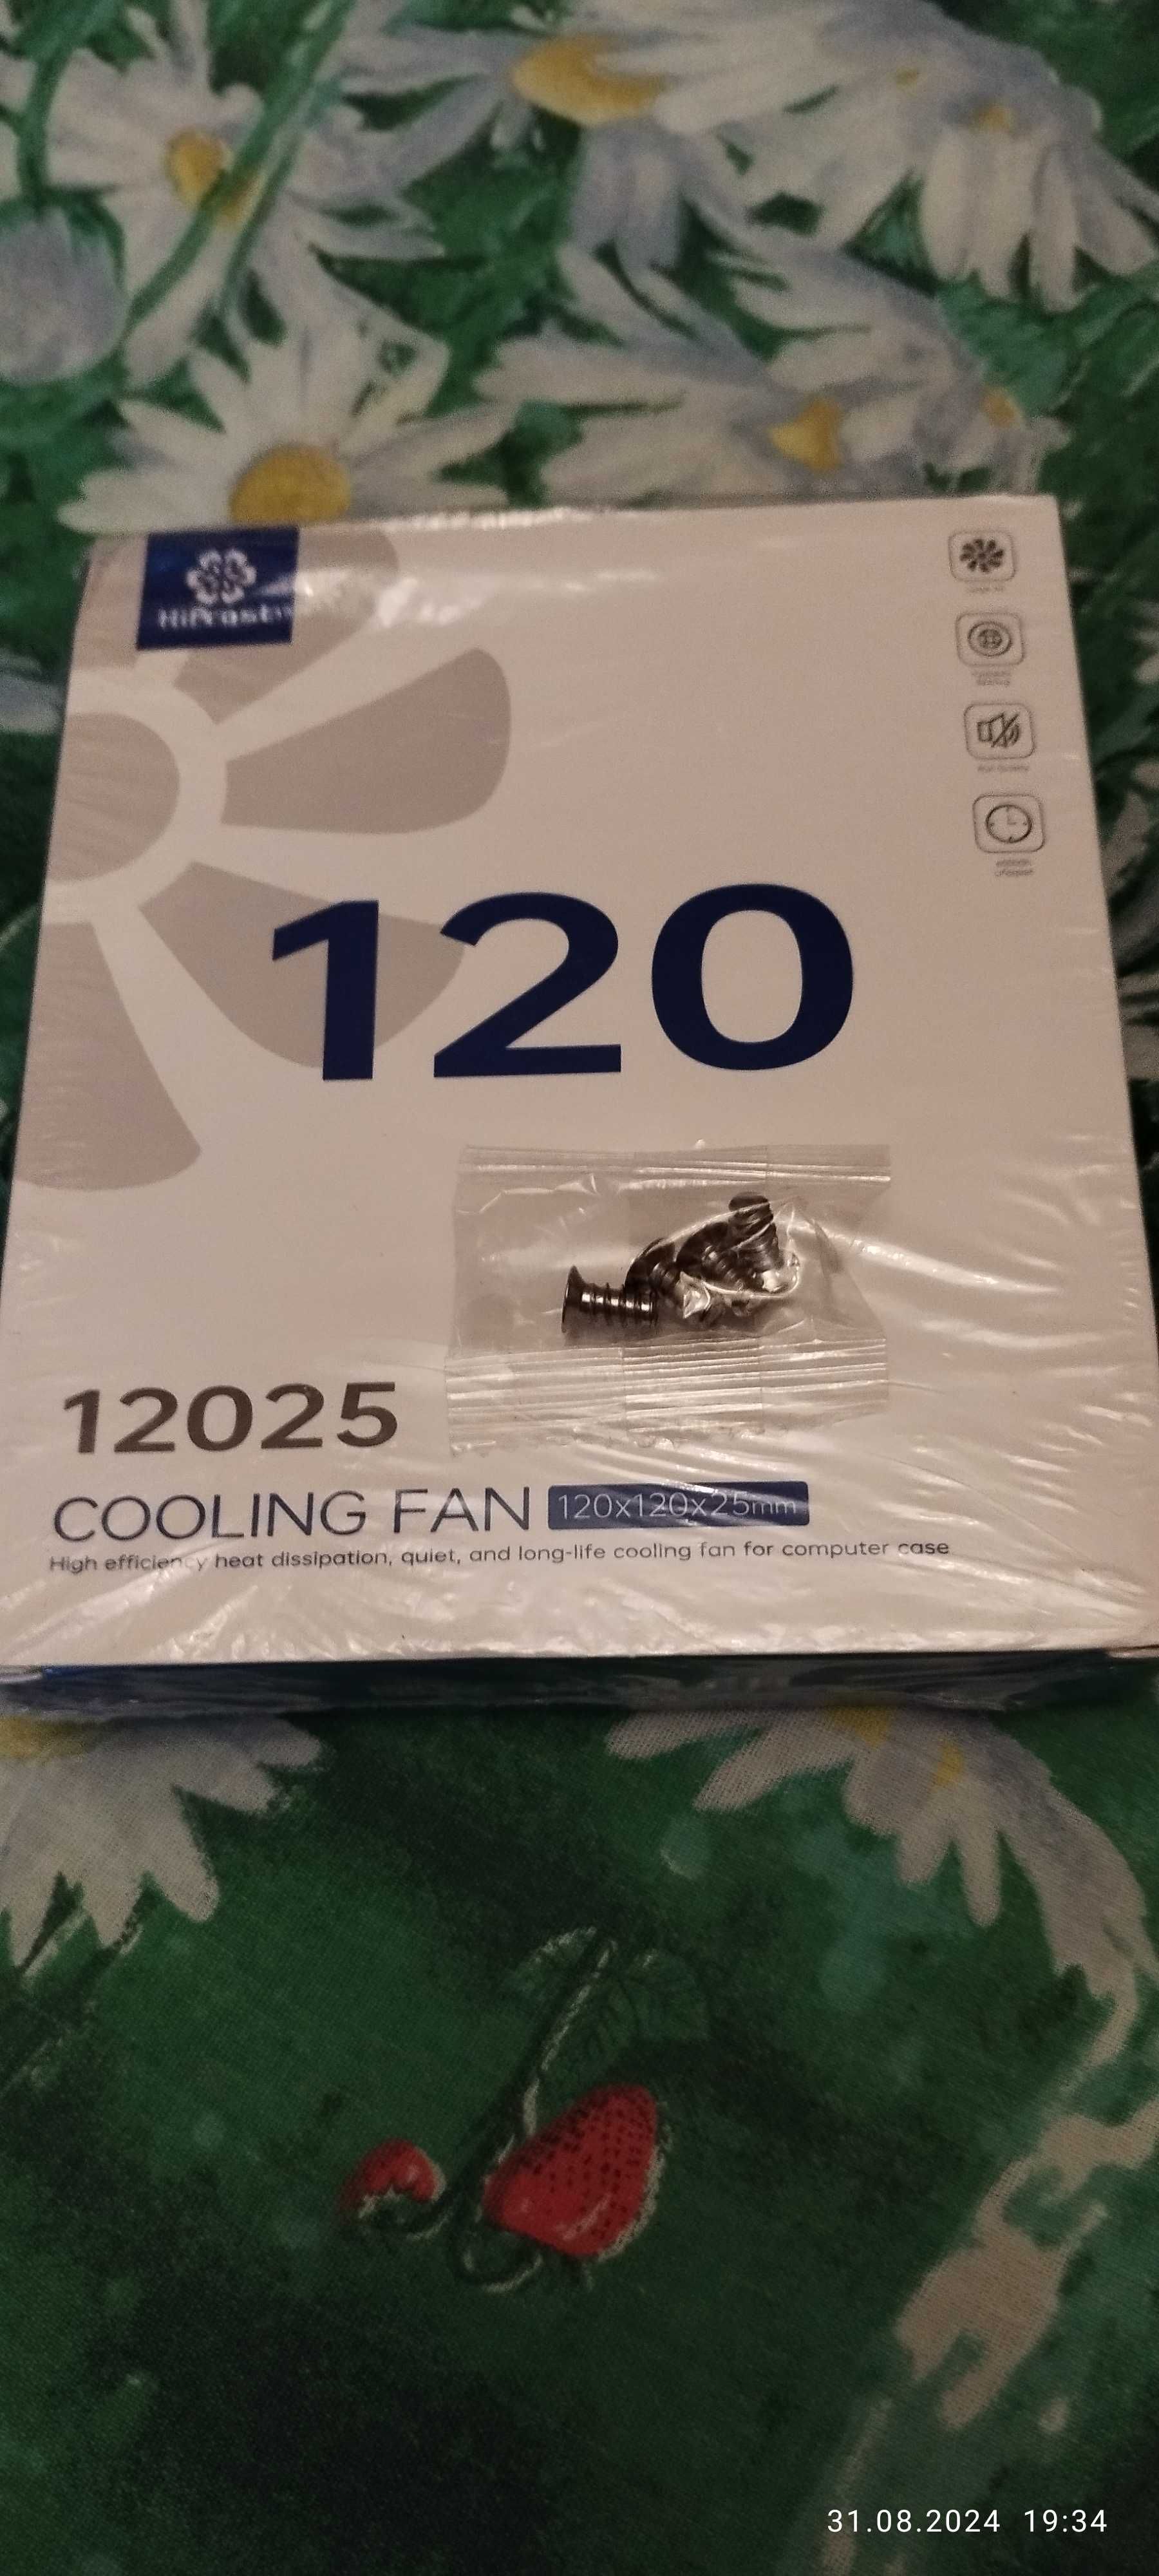 120
12025
COOLING FAN 120x120x25mm
High efficiency heat dissipation, quiet, and long-life cooling fan for computer case
31.08.2024 19:34